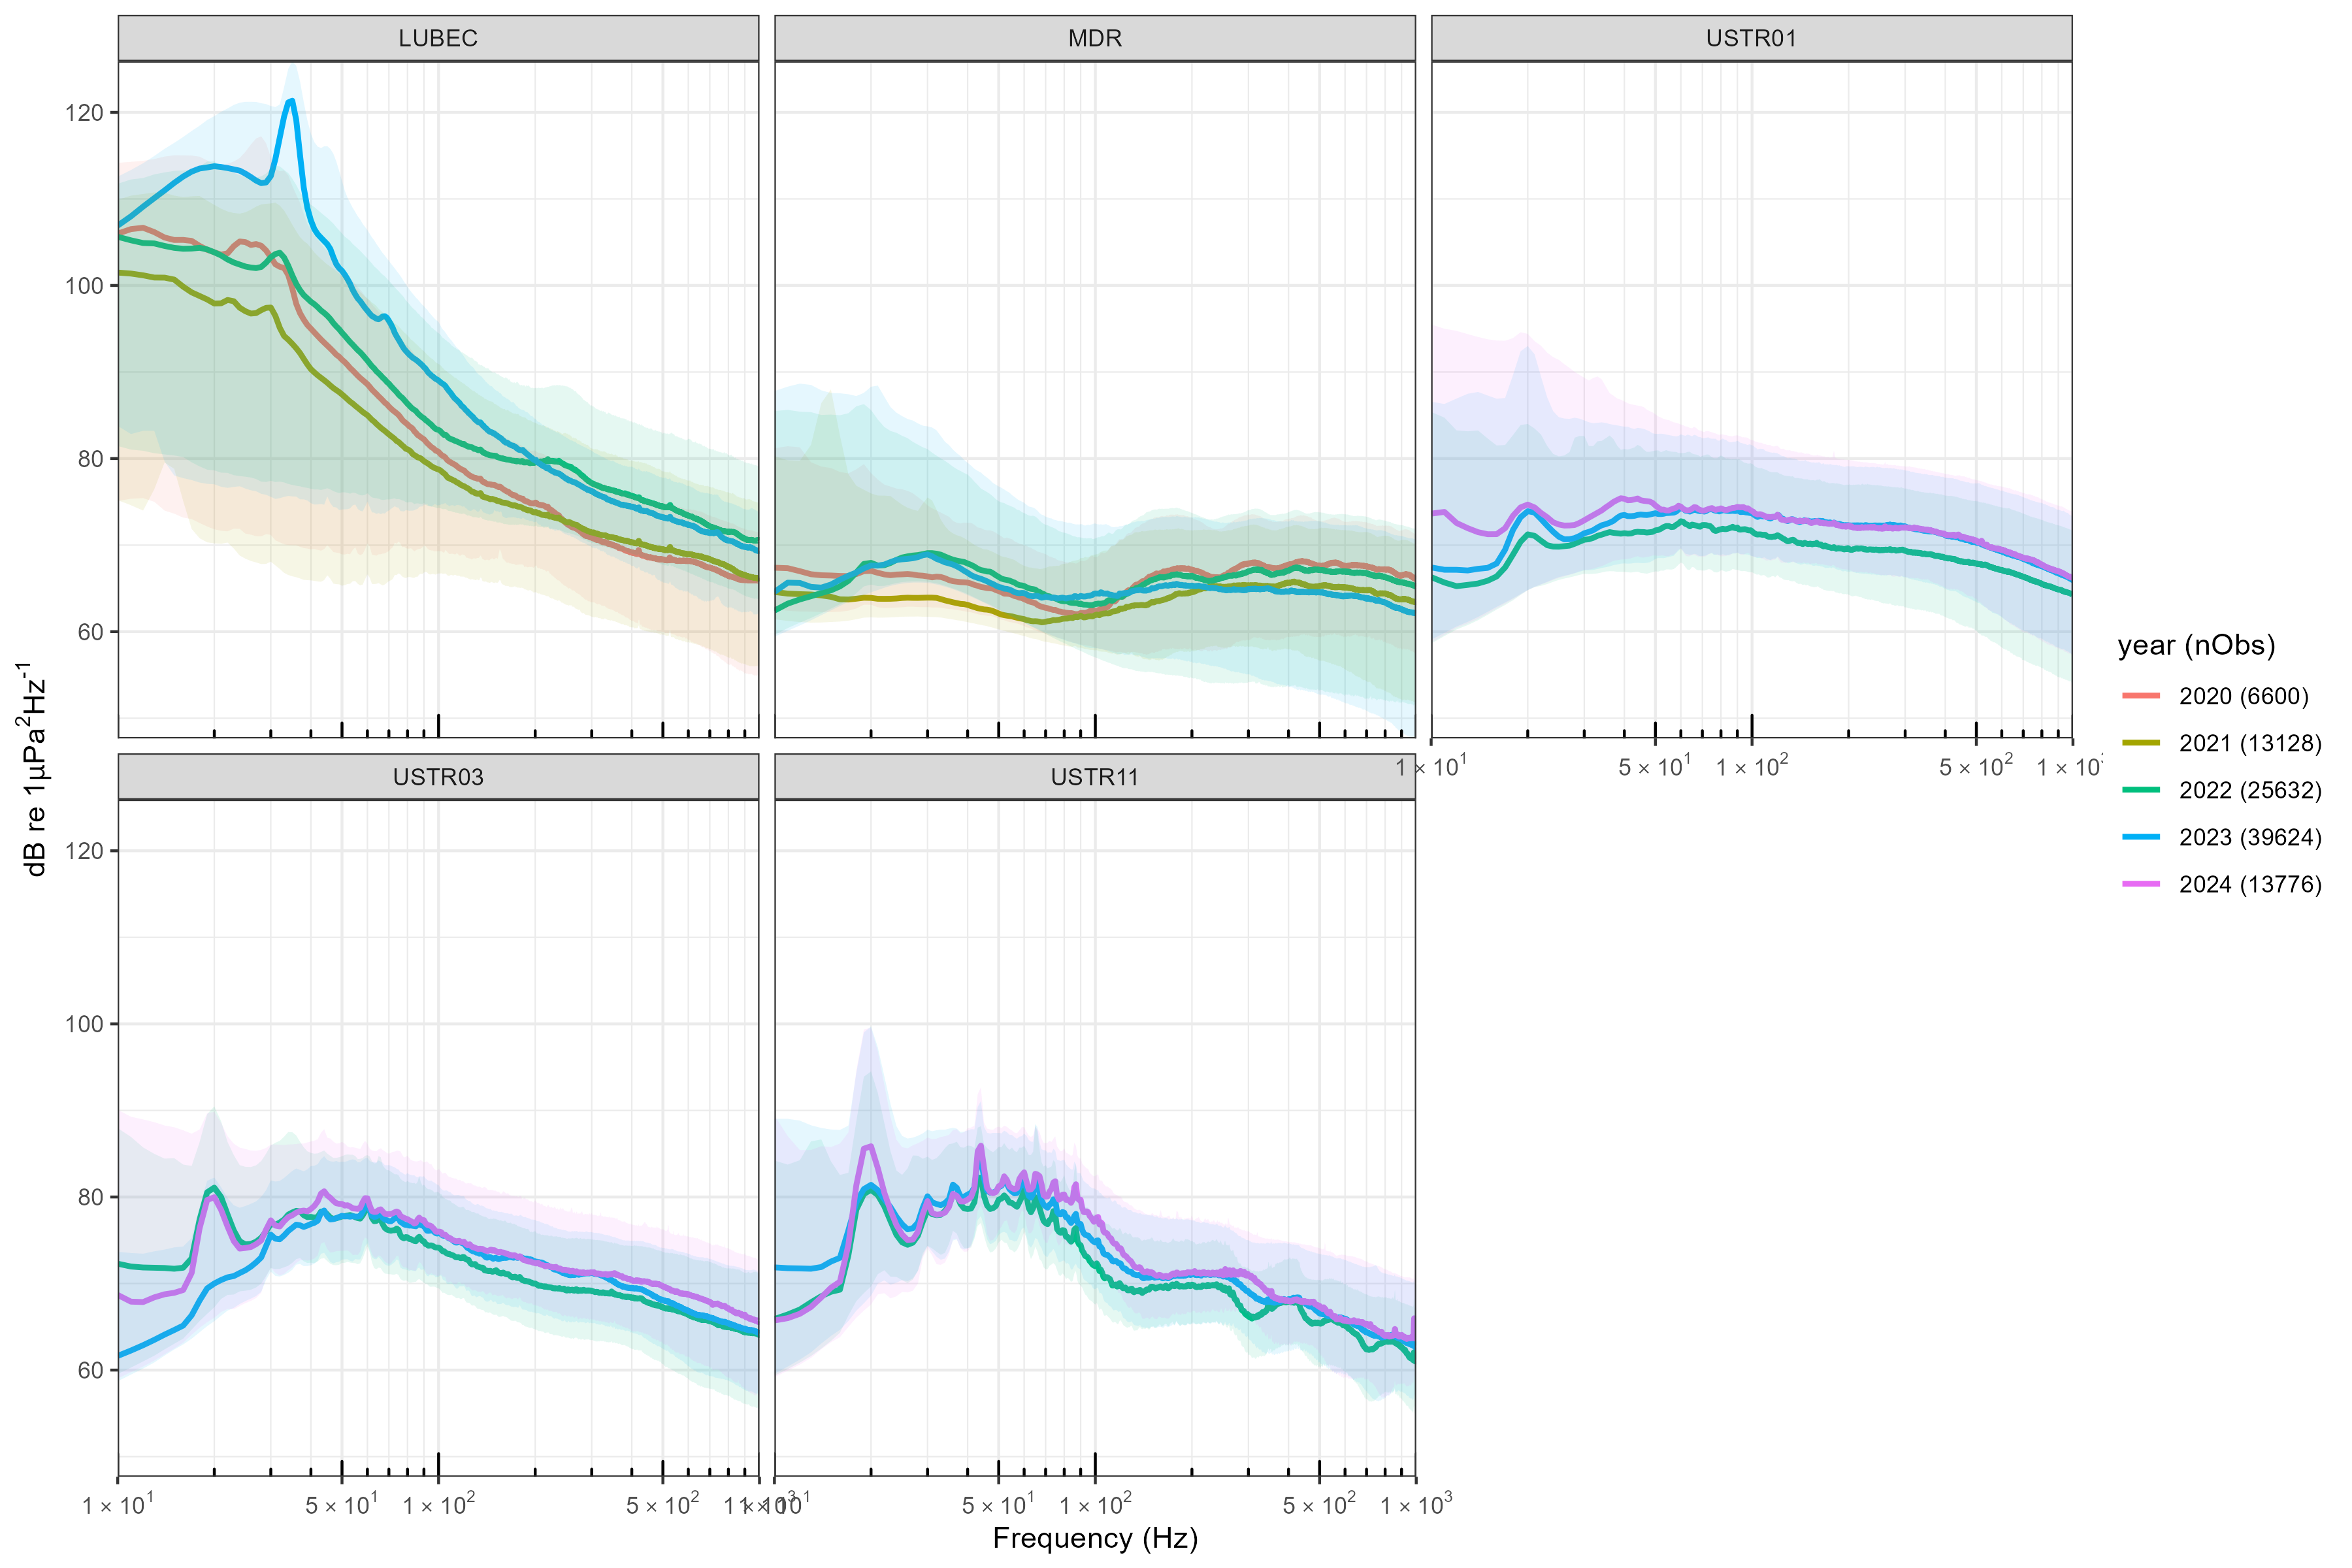 LUBEC
MDR
USTR01
120
100
80
60
1 × 10¹
5 × 10¹
1 × 10²
5 × 10²
USTR03
USTR11
120
100
80
60
1 × 10¹
5 × 10¹
1 × 10²
5 × 10²
5 × 10¹
1 × 10²
5 × 10²
1 × 10³
Frequency (Hz)
dB re 1µPa²Hz⁻¹
year (nObs)
2020 (6600)
2021 (13128)
2022 (25632)
2023 (39624)
2024 (13776)